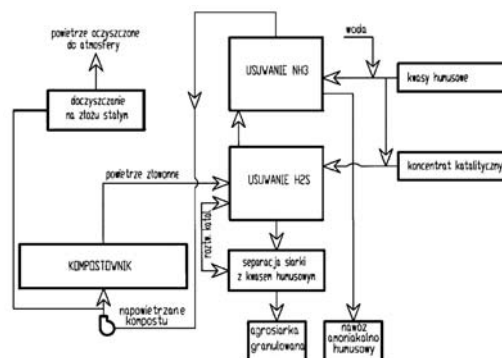 powietrze oczyszczone
do atmosfery
doczyszczanie
na złożu stałym
USUWANIE NH3
woda
kwasy humusowe
koncentrat katalityczny
powietrze złowonne
USUWANIE H2S
roztw. katal
KOMPOSTOWNIK
separacja siarki
z kwasem humusowym
napowietrzanie
kompostu
agrosiarka
granulowana
nawóz
amoniakalno
humusowy